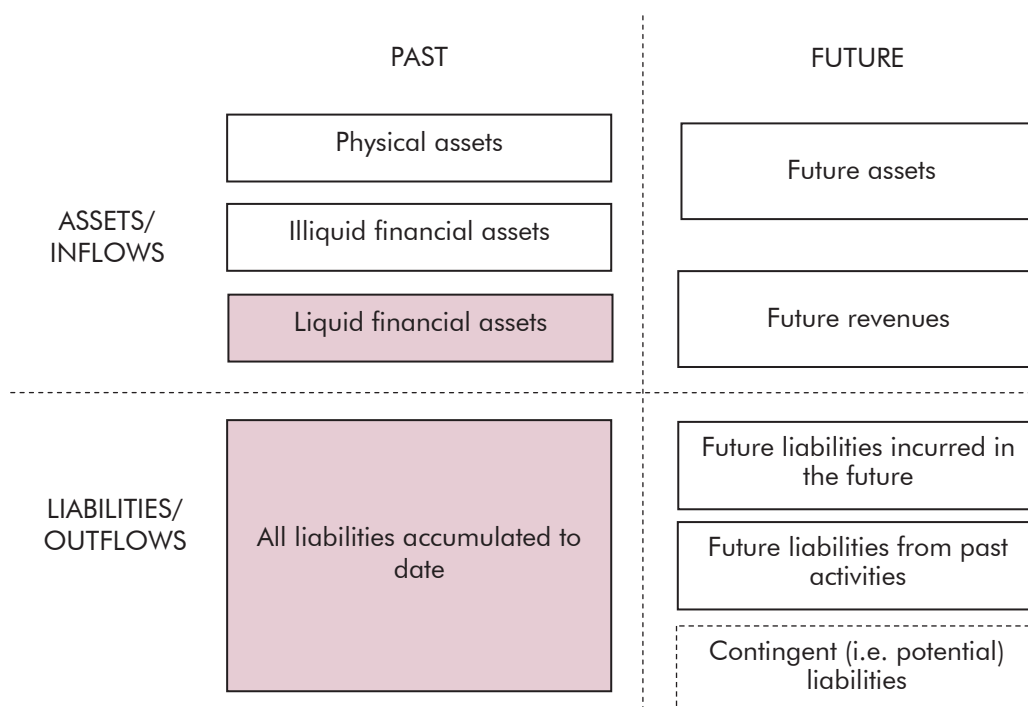 PAST
FUTURE
ASSETS/
INFLOWS
Physical assets
Illiquid financial assets
Liquid financial assets
Future assets
Future revenues
LIABILITIES/
OUTFLOWS
All liabilities accumulated to
date
Future liabilities incurred in
the future
Future liabilities from past
activities
Contingent (i.e. potential)
liabilities